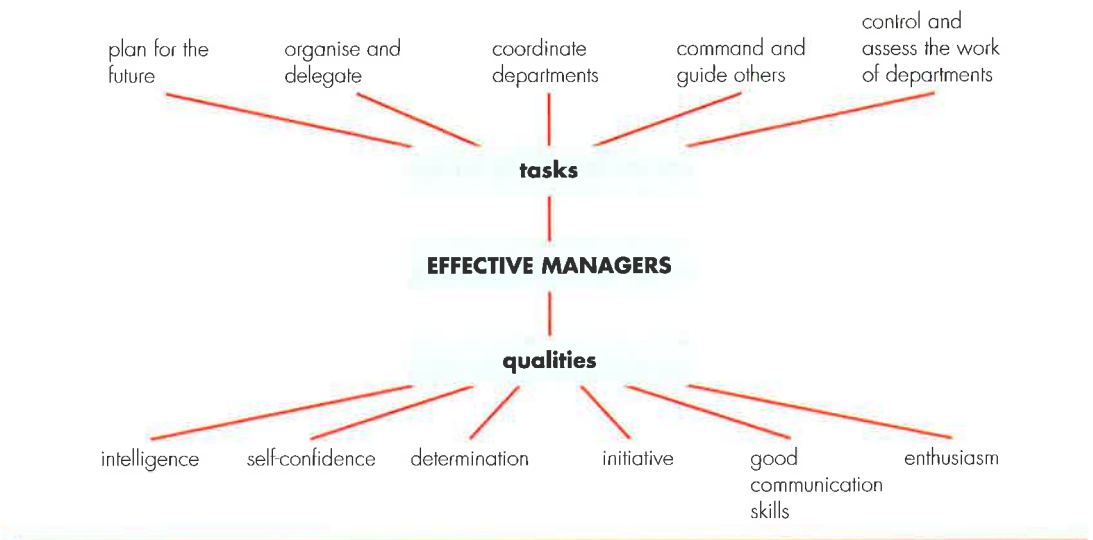 plan for the
future
organise and
delegate
coordinate
departments
command and
guide others
control and
assess the work
of departments
tasks
EFFECTIVE MANAGERS
qualities
intelligence
self-confidence
determination
initiative
good
communication
skills
enthusiasm